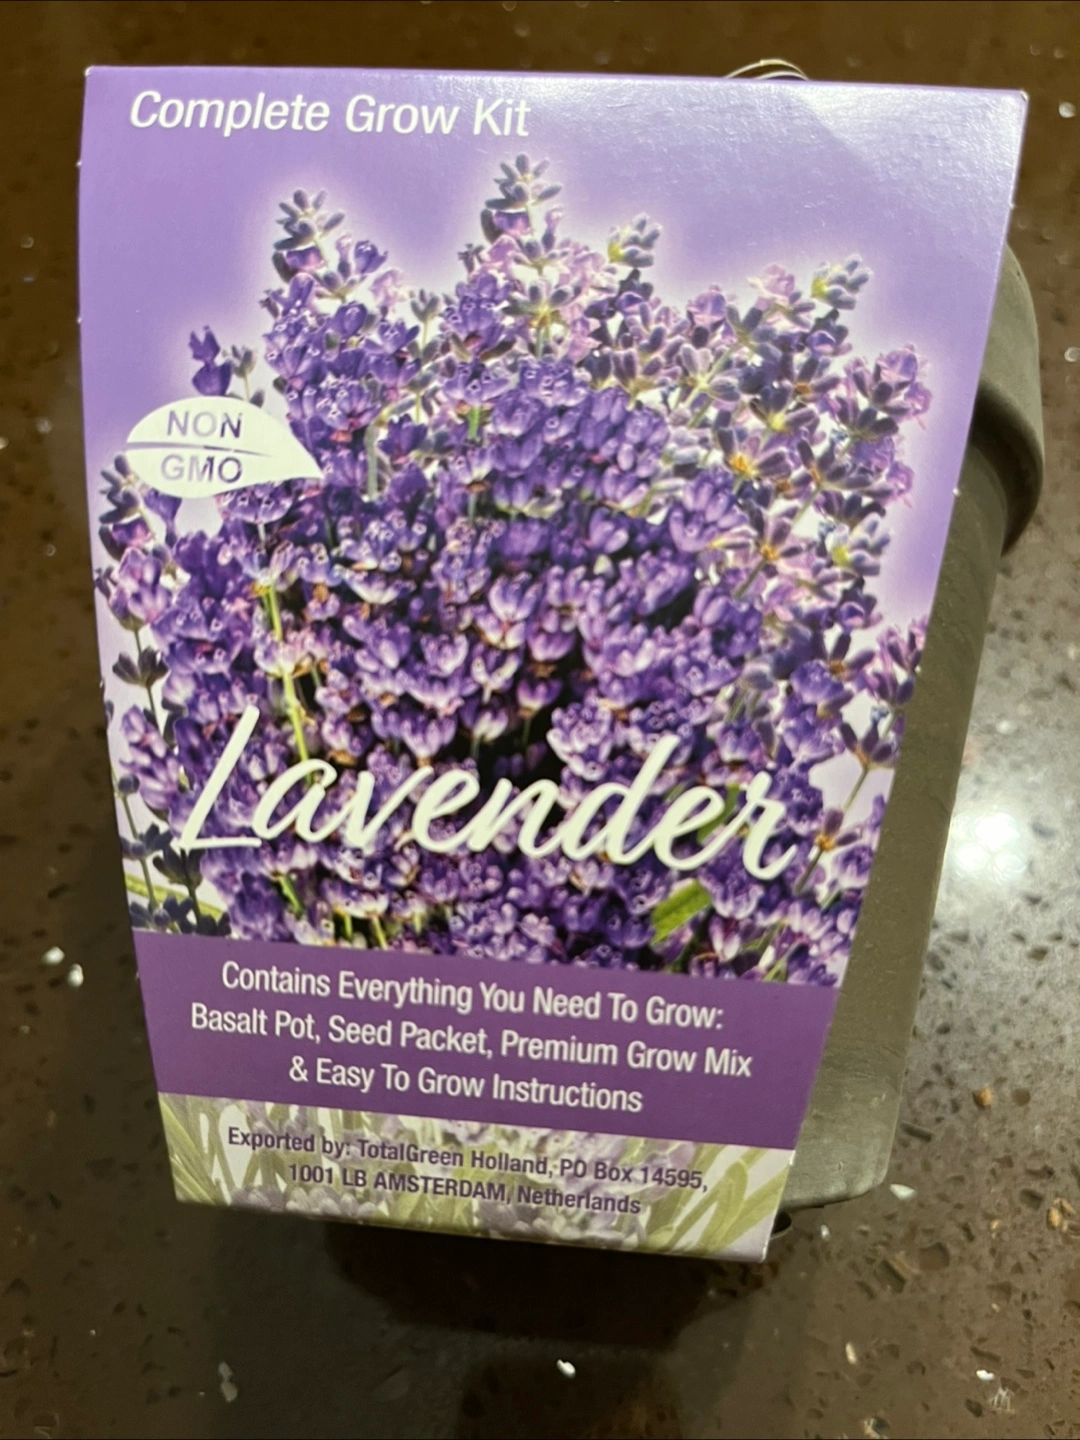 Complete Grow Kit
NON
GMO
Lavender
Contains Everything You Need To Grow:
Basalt Pot, Seed Packet, Premium Grow Mix
& Easy To Grow Instructions
Exported by: TotalGreen Holland, PO Box 14595,
1001 LB AMSTERDAM, Netherlands